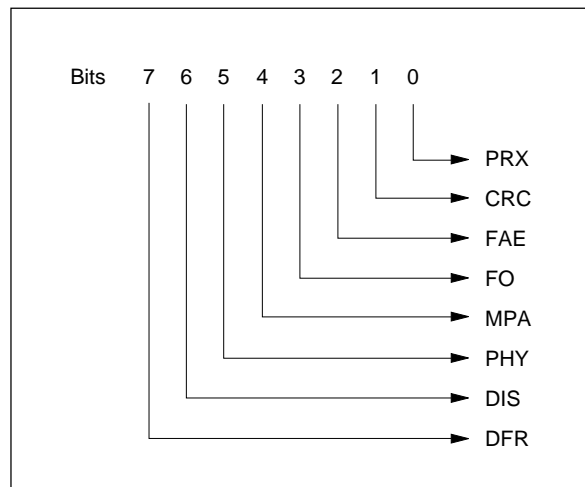 Bits 7 6 5 4 3 2 1 0
PRX
CRC
FAE
FO
MPA
PHY
DIS
DFR